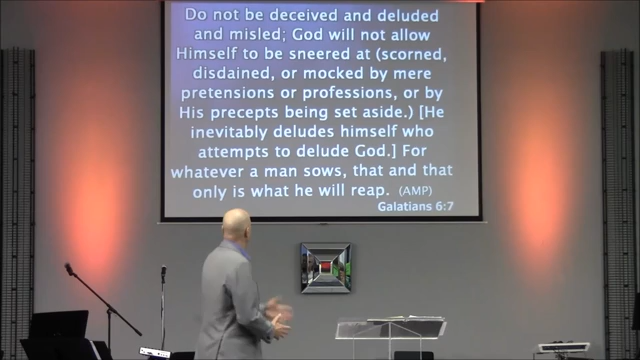 Do not be deceived and deluded
and misled; God will not allow
Himself to be sneered at (scorned,
disdained, or mocked by mere
pretensions or professions, or by
His precepts being set aside.) [He
inevitably deludes himself who
attempts to delude God.] For
whatever a man sows, that and that
only is what he will reap. (AMP)
Galatians 6:7